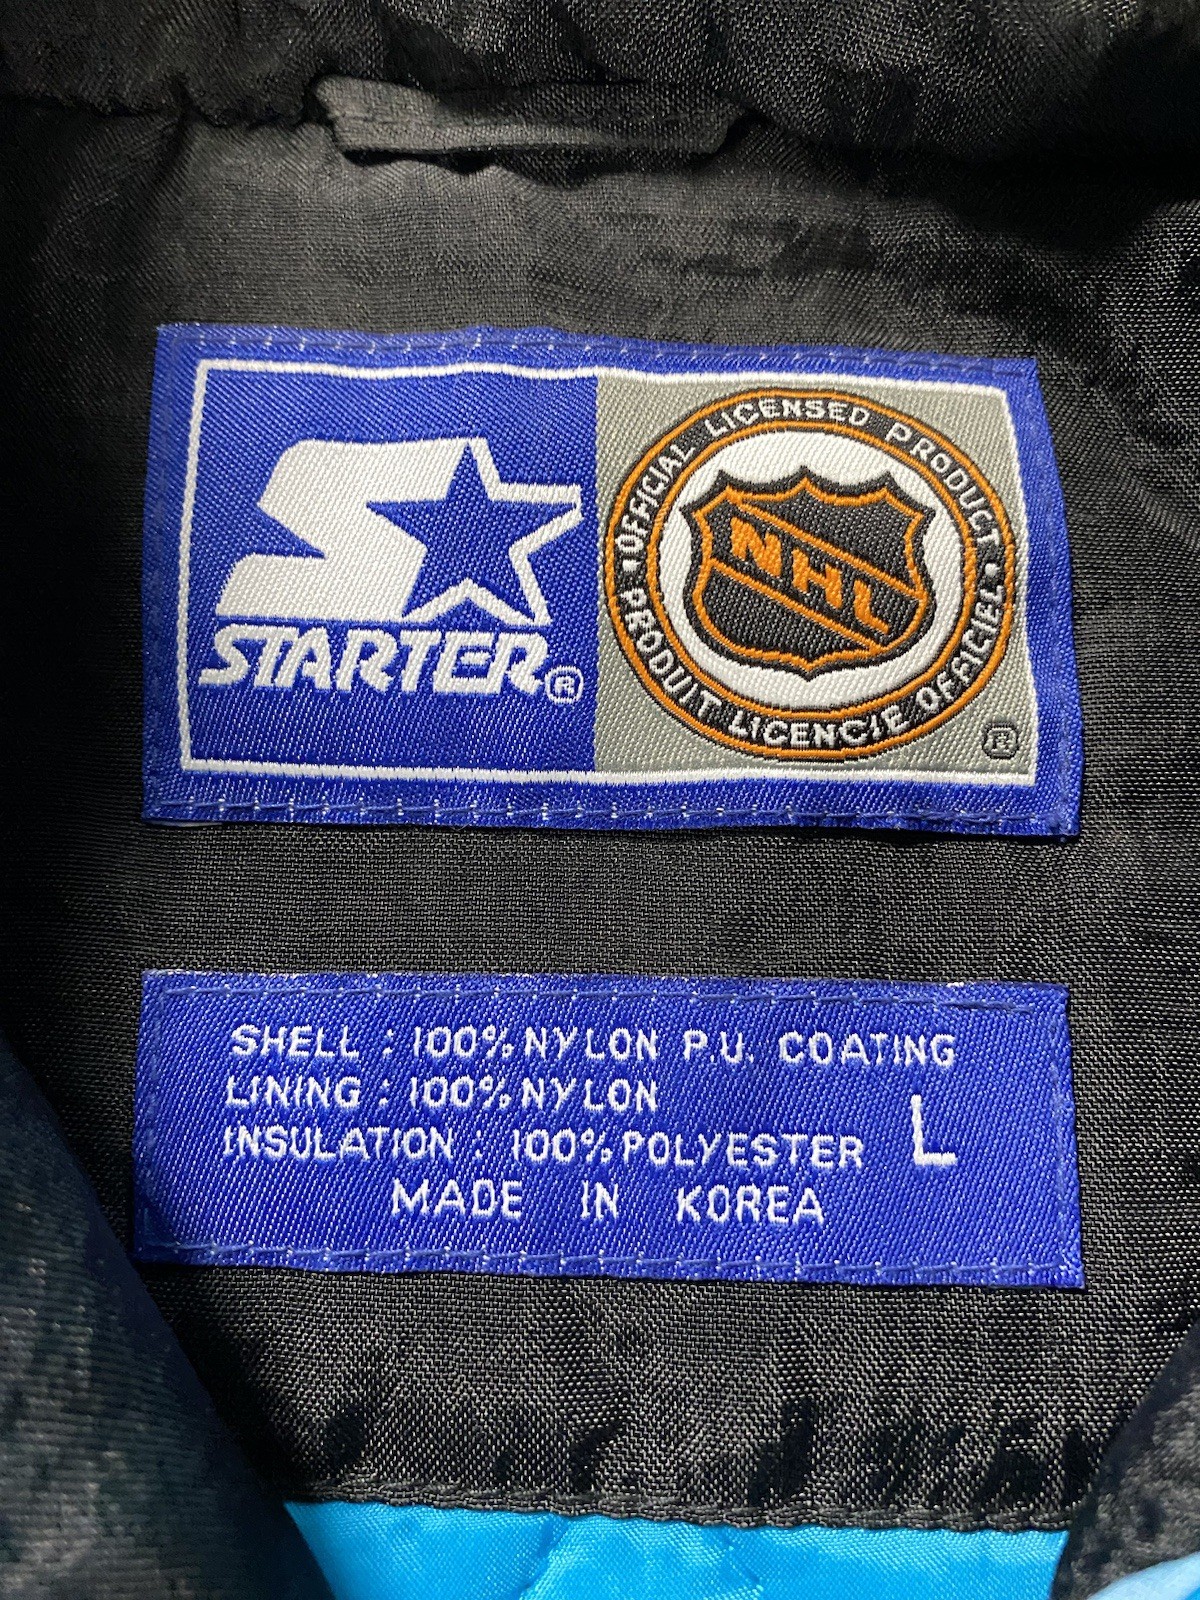 STARTER®
OFFICIAL LICENSED PRODUCT
NHL
PRODUIT LICENCIE OFFICIEL
®
SHELL : 100% NYLON P.U. COATING
LINING : 100% NYLON
INSULATION : 100% POLYESTER L
MADE IN KOREA